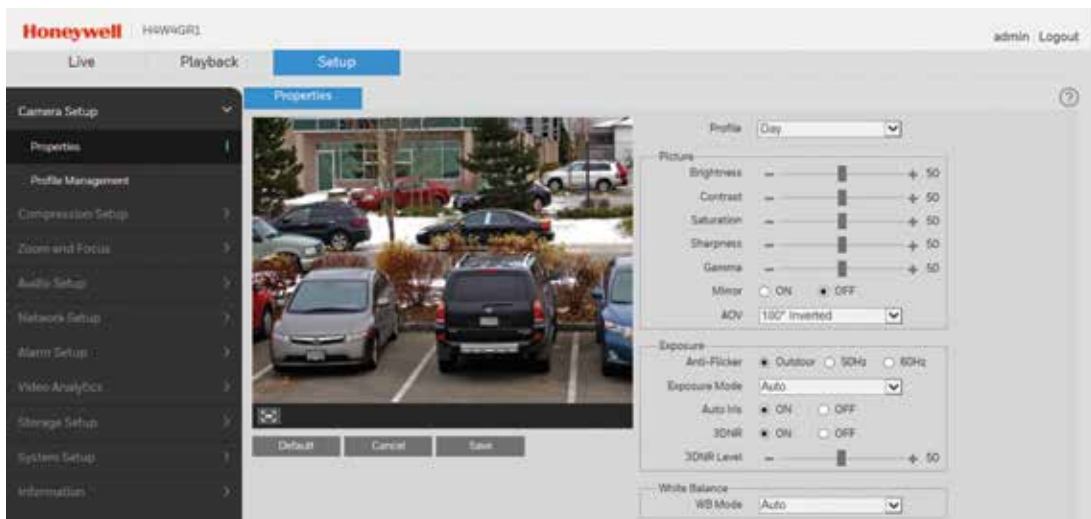 Honeywell H4W4GR1
admin Logout
Live Playback Setup
Camera Setup
Properties
Profile Management
Compression Setup
Zoom and Focus
Audio Setup
Network Setup
Alarm Setup
Video Analytics
Storage Setup
System Setup
Information
Properties
?
Default Cancel Save
Profile Day
Picture
Brightness - + 50
Contrast - + 50
Saturation - + 50
Sharpness - + 50
Gamma - + 50
Mirror ON OFF
AOV 180° Inverted
Exposure
Anti-Flicker Outdoor 50Hz 60Hz
Exposure Mode Auto
Auto Iris ON OFF
3DNR ON OFF
3DNR Level - + 50
White Balance
WB Mode Auto